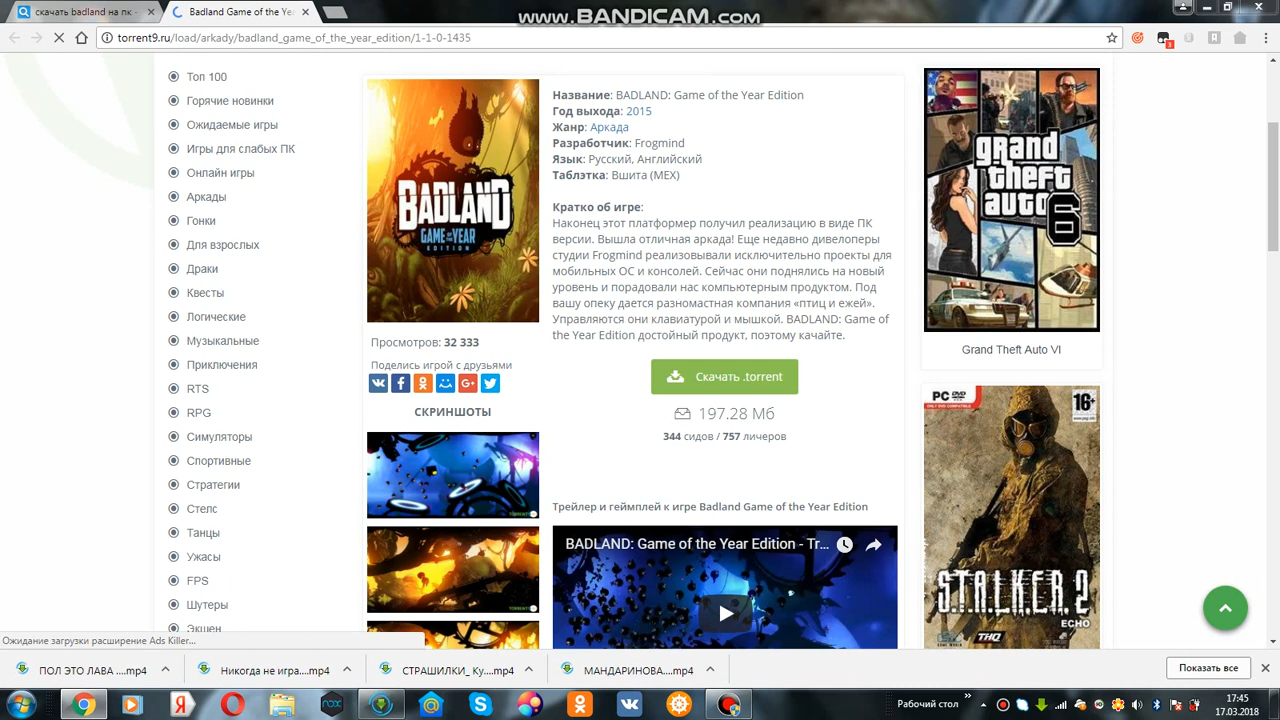 скачать badland на пк
Badland Game of the Ye
www.BANDICAM.com
torrent9.ru/load/arkady/badland_game_of_the_year_edition/1-1-0-1435
3
Топ 100
Горячие новинки
Ожидаемые игры
Игры для слабых ПК
Онлайн игры
Аркады
Гонки
Для взрослых
Драки
Квесты
Логические
Музыкальные
Приключения
RTS
RPG
Симуляторы
Спортивные
Стратегии
Стелс
Танцы
Ужасы
FPS
Шутеры
Экшен
BADLAND
GAME OF THE YEAR
EDITION
Просмотров: 32 333
Поделись игрой с друзьями
СКРИНШОТЫ
Название: BADLAND: Game of the Year Edition
Год выхода: 2015
Жанр: Аркада
Разработчик: Frogmind
Язык: Русский, Английский
Таблэтка: Вшита (МЕХ)
Кратко об игре:
Наконец этот платформер получил реализацию в виде ПК
версии. Вышла отличная аркада! Еще недавно дивелоперы
студии Frogmind реализовывали исключительно проекты для
мобильных ОС и консолей. Сейчас они поднялись на новый
уровень и порадовали нас компьютерным продуктом. Под
вашу опеку дается разномастная компания «птиц и ежей».
Управляются они клавиатурой и мышкой. BADLAND: Game of
the Year Edition достойный продукт, поэтому качайте.
Скачать .torrent
197.28 Мб
344 сидов / 757 личеров
Трейлер и геймплей к игре Badland Game of the Year Edition
BADLAND: Game of the Year Edition - Tr...
grand
theft
auto
6
Grand Theft Auto VI
PC DVD
16+
S.T.A.L.K.E.R. 2
ECHO
THQ
Ожидание загрузки расширение Ads Killer...
ПОЛ ЭТО ЛАВА ....mp4
Никогда не игра....mp4
СТРАШИЛКИ_ Ку....mp4
МАНДАРИНОВА....mp4
Показать все
nox
Рабочий стол
17:45
17.03.2018